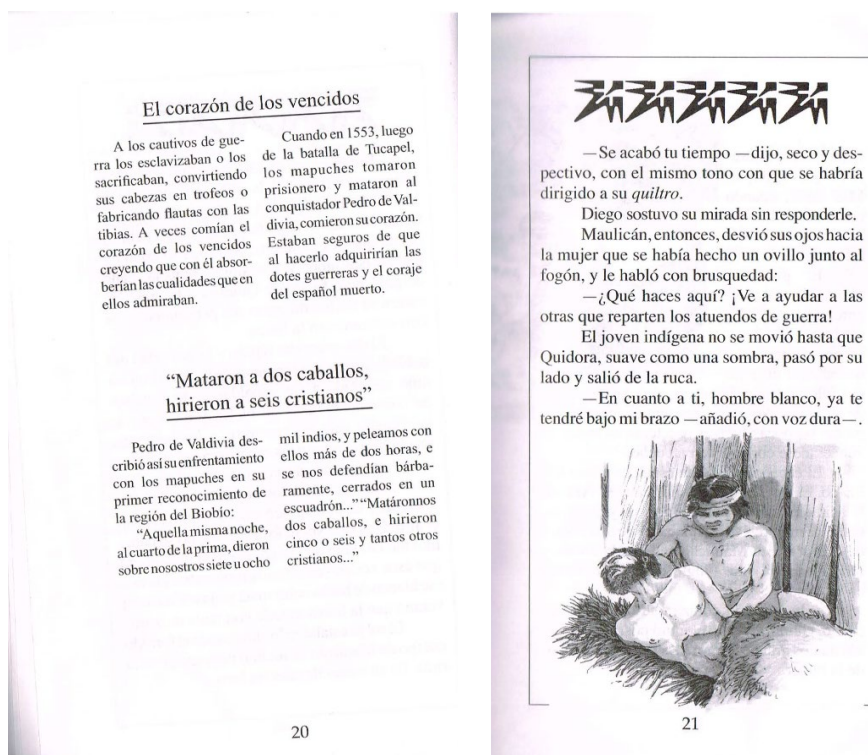 El corazón de los vencidos
A los cautivos de gue-
rra los esclavizaban o los
sacrificaban, convirtiendo
sus cabezas en trofeos o
fabricando flautas con las
tibias. A veces comían el
corazón de los vencidos
creyendo que con él absor-
berían las cualidades que en
ellos admiraban.
Cuando en 1553, luego
de la batalla de Tucapel,
los mapuches tomaron
prisionero y mataron al
conquistador Pedro de Val-
divia, comieron su corazón.
Estaban seguros de que
al hacerlo adquirirían las
dotes guerreras y el coraje
del español muerto.
“Mataron a dos caballos,
hirieron a seis cristianos”
Pedro de Valdivia des-
cribió así su enfrentamiento
con los mapuches en su
primer reconocimiento de
la región del Biobío:
“Aquella misma noche,
al cuarto de la prima, dieron
sobre nosostros siete u ocho
mil indios, y peleamos con
ellos más de dos horas, e
se nos defendían bárba-
ramente, cerrados en un
escuadrón...” “Matáronnos
dos caballos, e hirieron
cinco o seis y tantos otros
cristianos...”
20
—Se acabó tu tiempo —dijo, seco y des-
pectivo, con el mismo tono con que se habría
dirigido a su quiltro.
Diego sostuvo su mirada sin responderle.
Maulicán, entonces, desvió sus ojos hacia
la mujer que se había hecho un ovillo junto al
fogón, y le habló con brusquedad:
—¿Qué haces aquí? ¡Ve a ayudar a las
otras que reparten los atuendos de guerra!
El joven indígena no se movió hasta que
Quidora, suave como una sombra, pasó por su
lado y salió de la ruca.
—En cuanto a ti, hombre blanco, ya te
tendré bajo mi brazo —añadió, con voz dura—.
21